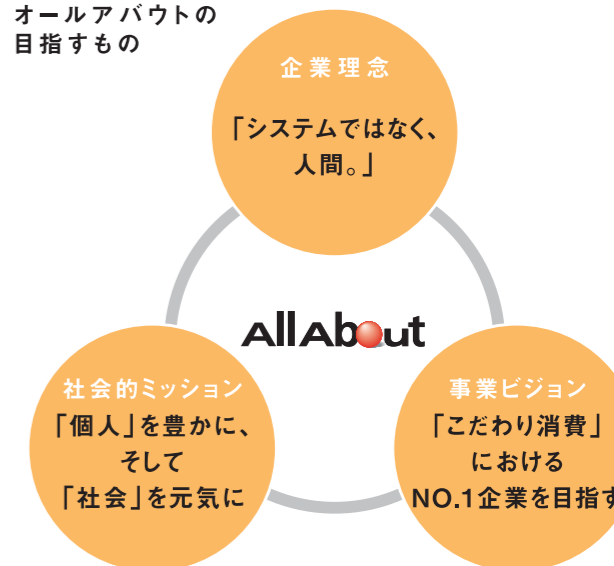 オールアバウトの
目指すもの
企業理念
「システムではなく、
人間。」
AllAbout
社会的ミッション
「個人」を豊かに、
そして
「社会」を元気に
事業ビジョン
「こだわり消費」
における
NO.1企業を目指す